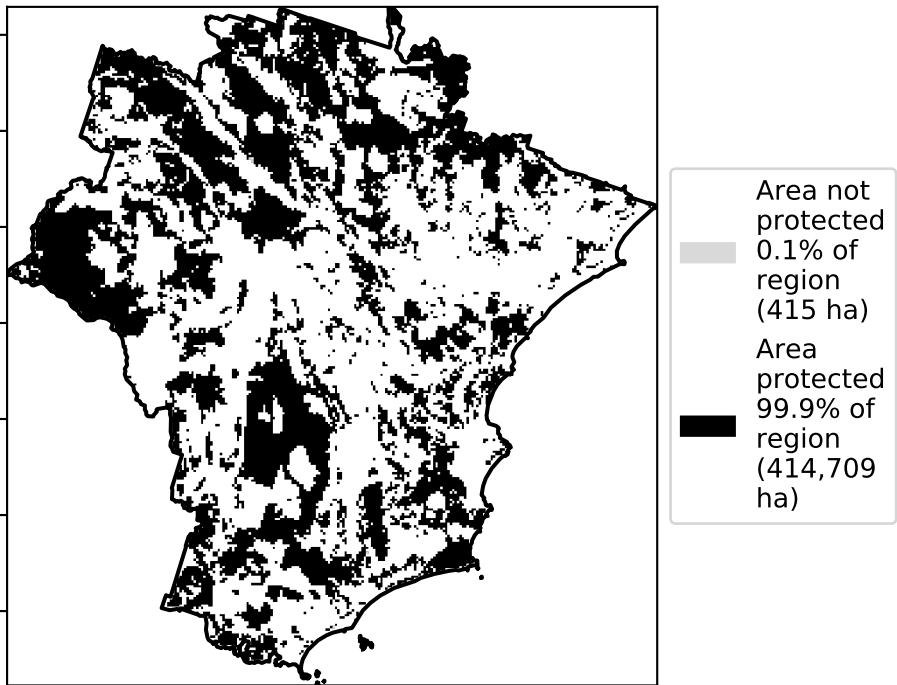 Area not
protected
0.1% of
region
(415 ha)
Area
protected
99.9% of
region
(414,709
ha)